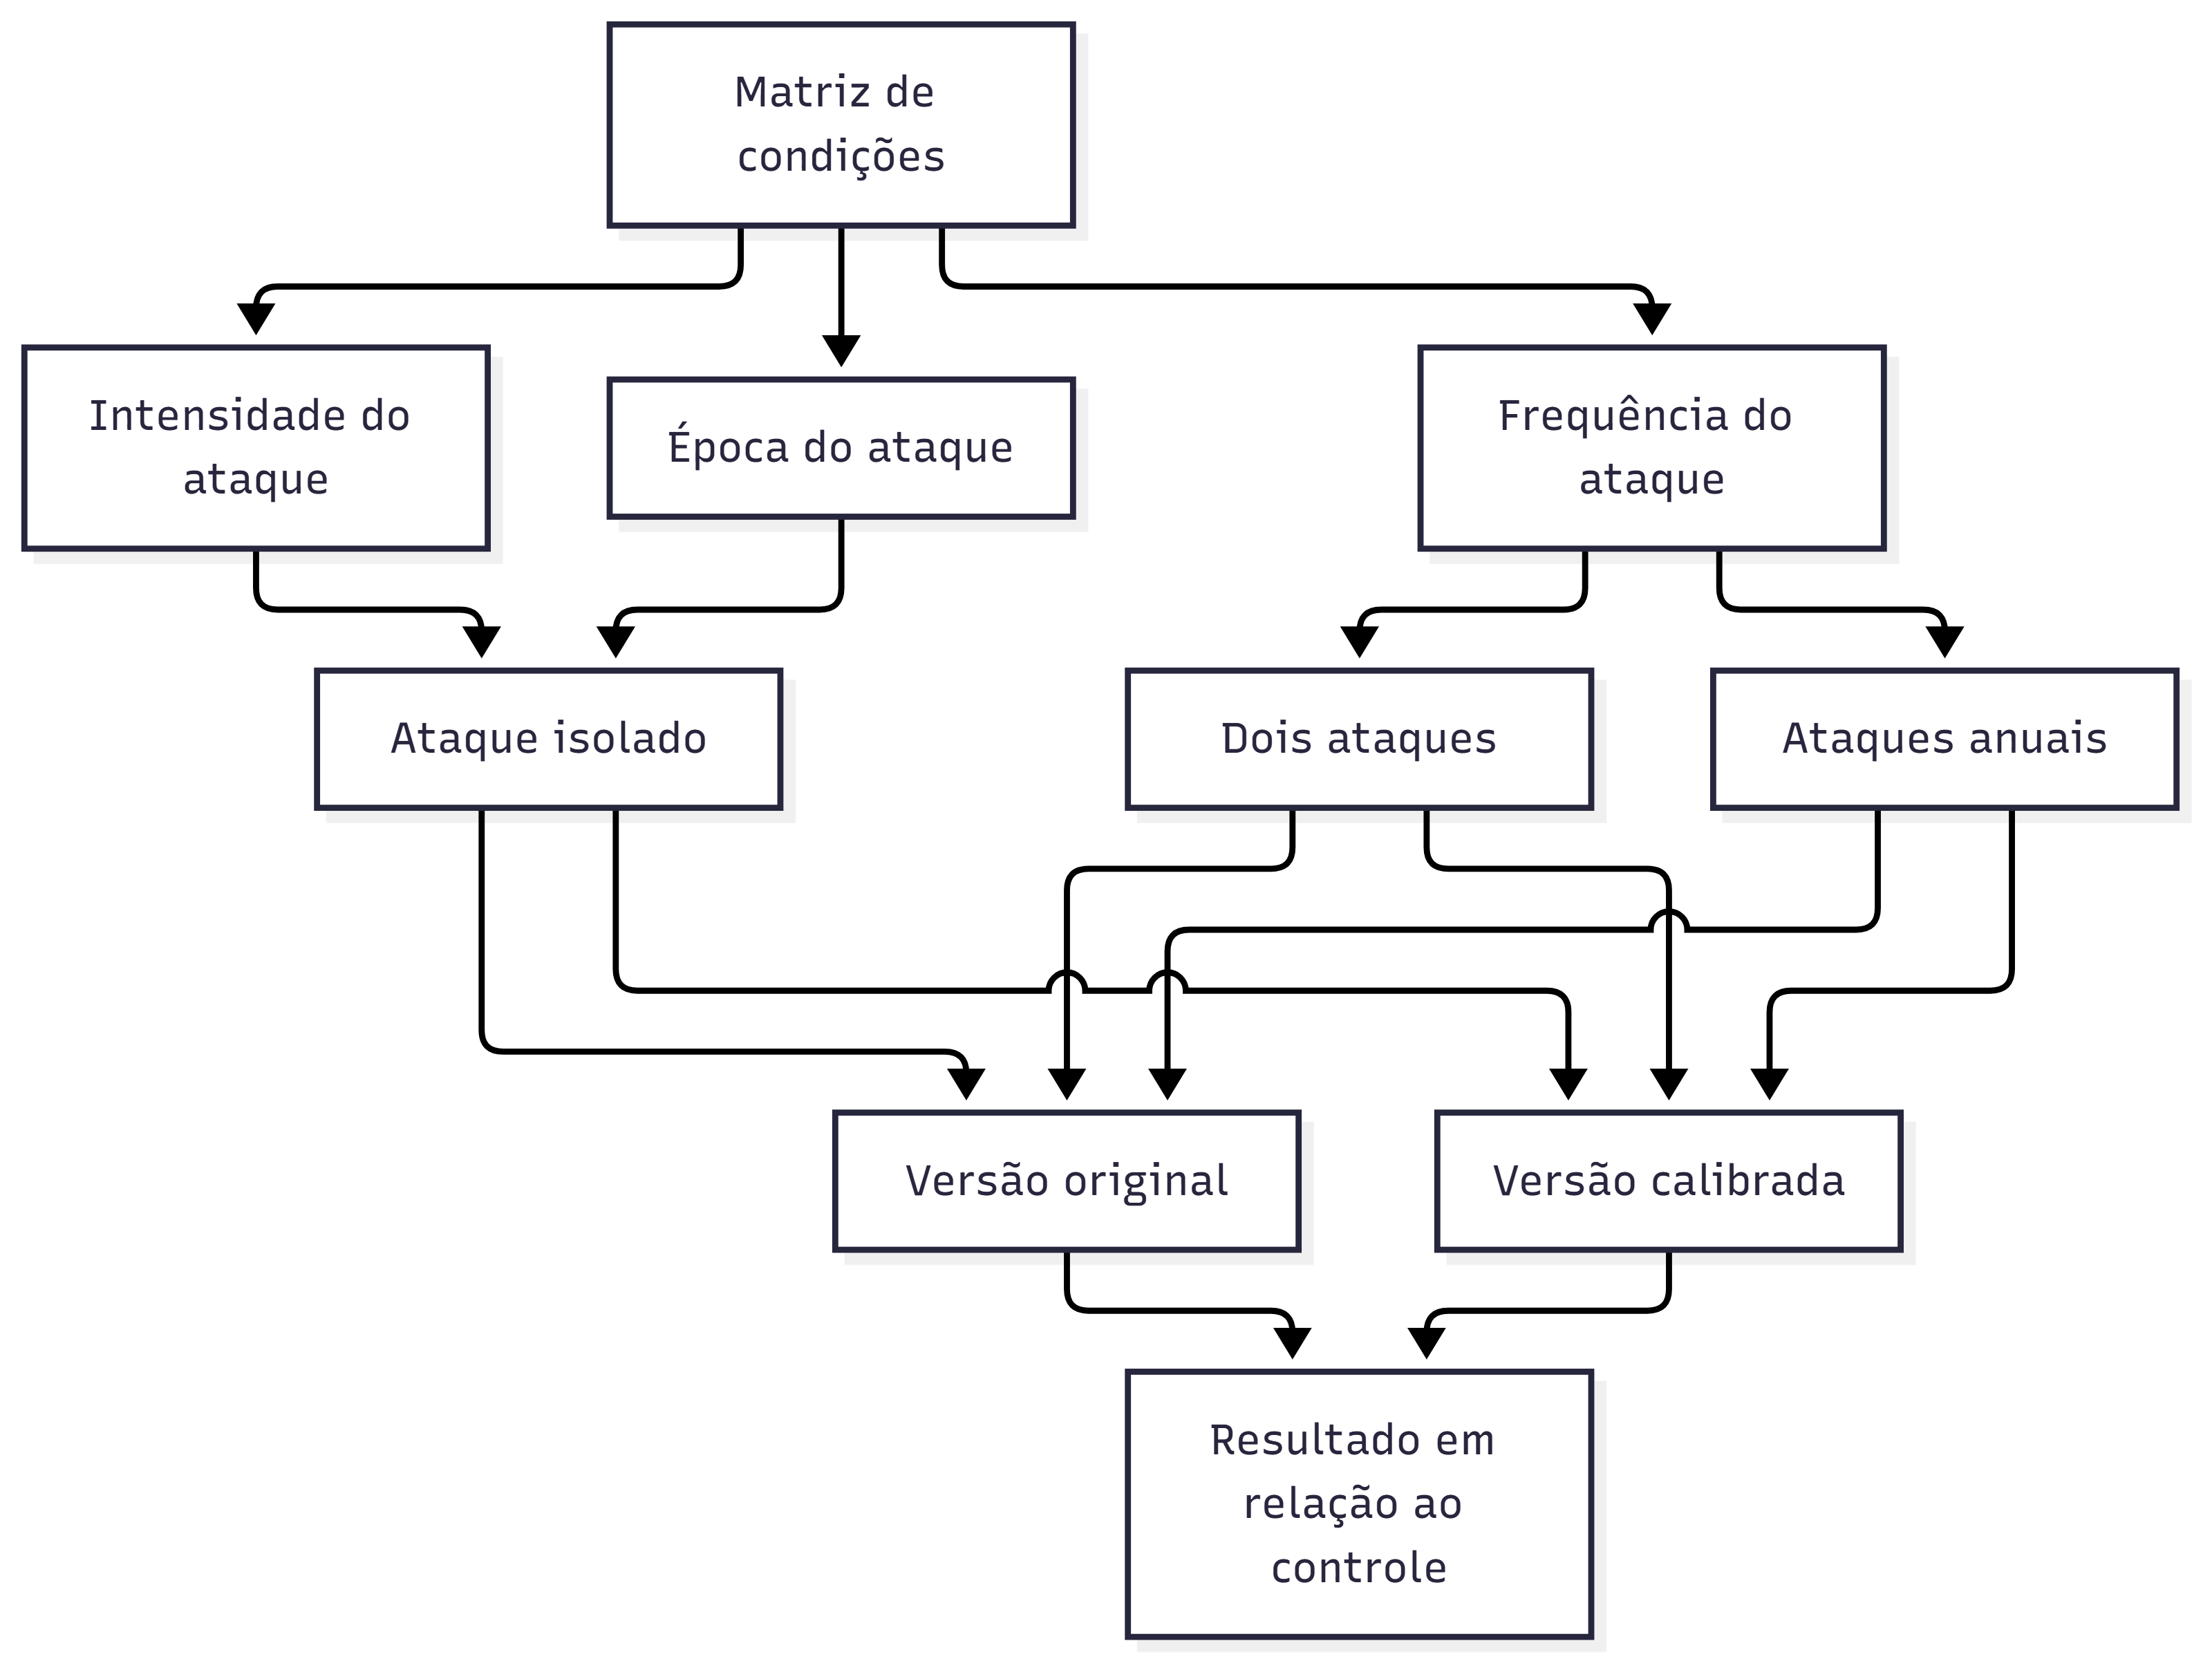 Matriz de
condições
Intensidade do
ataque
Época do ataque
Frequência do
ataque
Ataque isolado
Dois ataques
Ataques anuais
Versão original
Versão calibrada
Resultado em
relação ao
controle